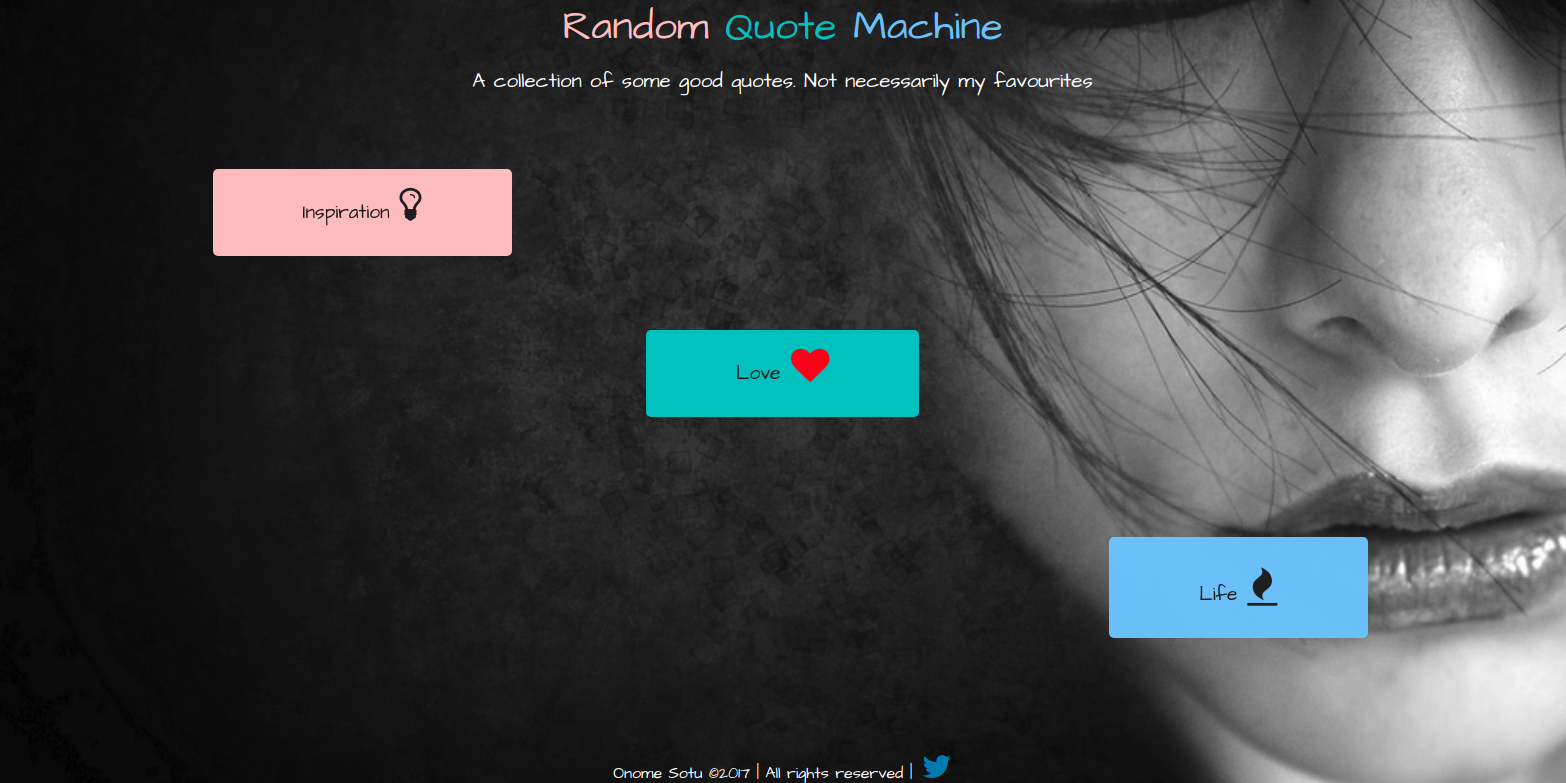 Random Quote Machine
A collection of some good quotes. Not necessarily my favourites
Inspiration
Love
Life
Onome Sotu ©2017 | All rights reserved |